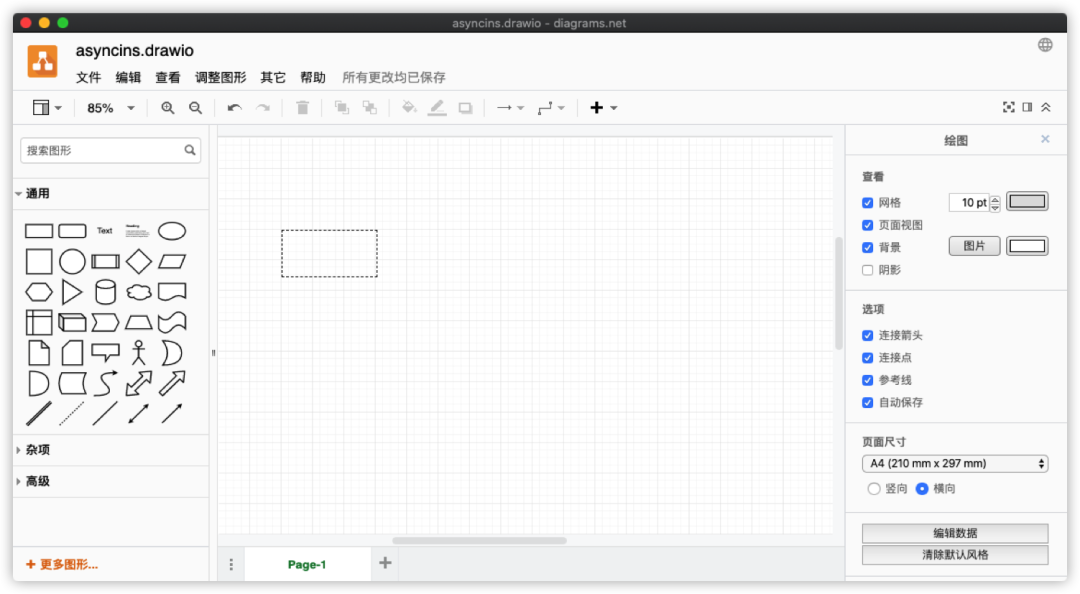 asyncins.drawio - diagrams.net
asyncins.drawio
文件 编辑 查看 调整图形 其它 帮助 所有更改均已保存
85%
搜索图形
通用
Text
Heading
杂项
高级
+ 更多图形...
Page-1
绘图
查看
网格 10 pt
页面视图
背景 图片
阴影
选项
连接箭头
连接点
参考线
自动保存
页面尺寸
A4 (210 mm x 297 mm)
竖向 横向
编辑数据
清除默认风格